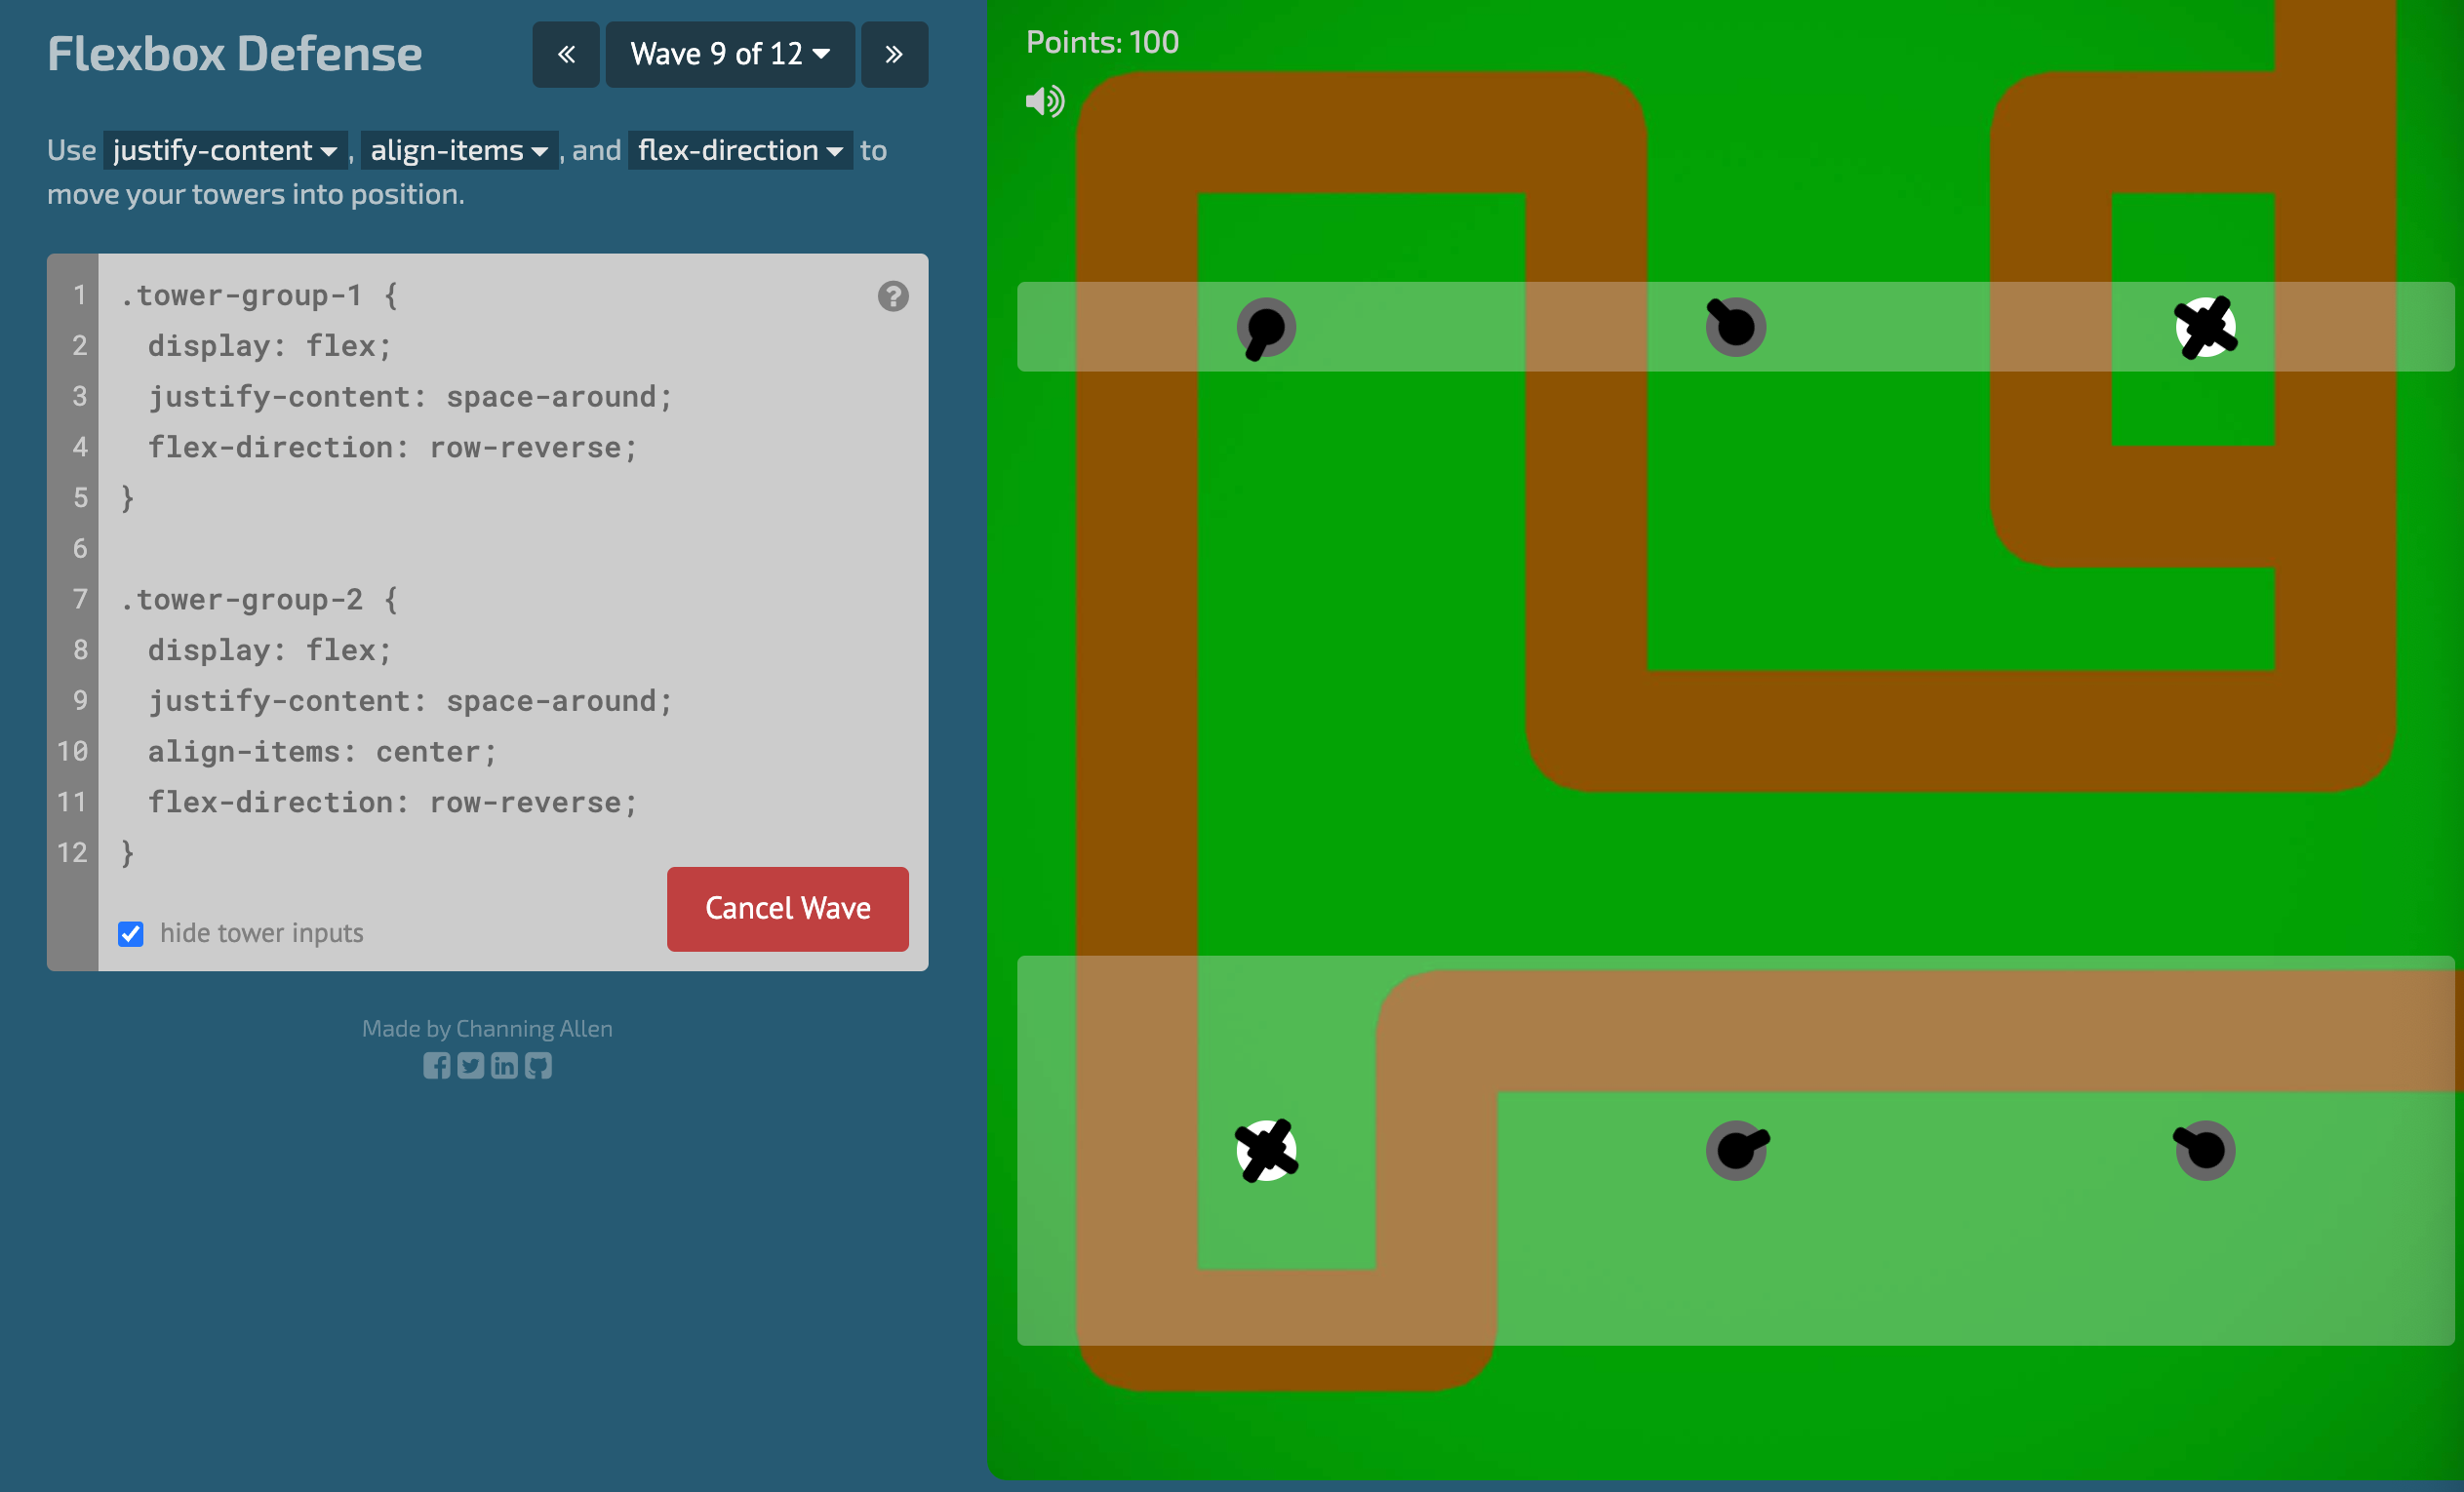 Flexbox Defense
« Wave 9 of 12 »
Use justify-content, align-items, and flex-direction to
move your towers into position.
1 .tower-group-1 {
2 display: flex;
3 justify-content: space-around;
4 flex-direction: row-reverse;
5 }
6
7 .tower-group-2 {
8 display: flex;
9 justify-content: space-around;
10 align-items: center;
11 flex-direction: row-reverse;
12 }
?
hide tower inputs
Cancel Wave
Made by Channing Allen
Points: 100